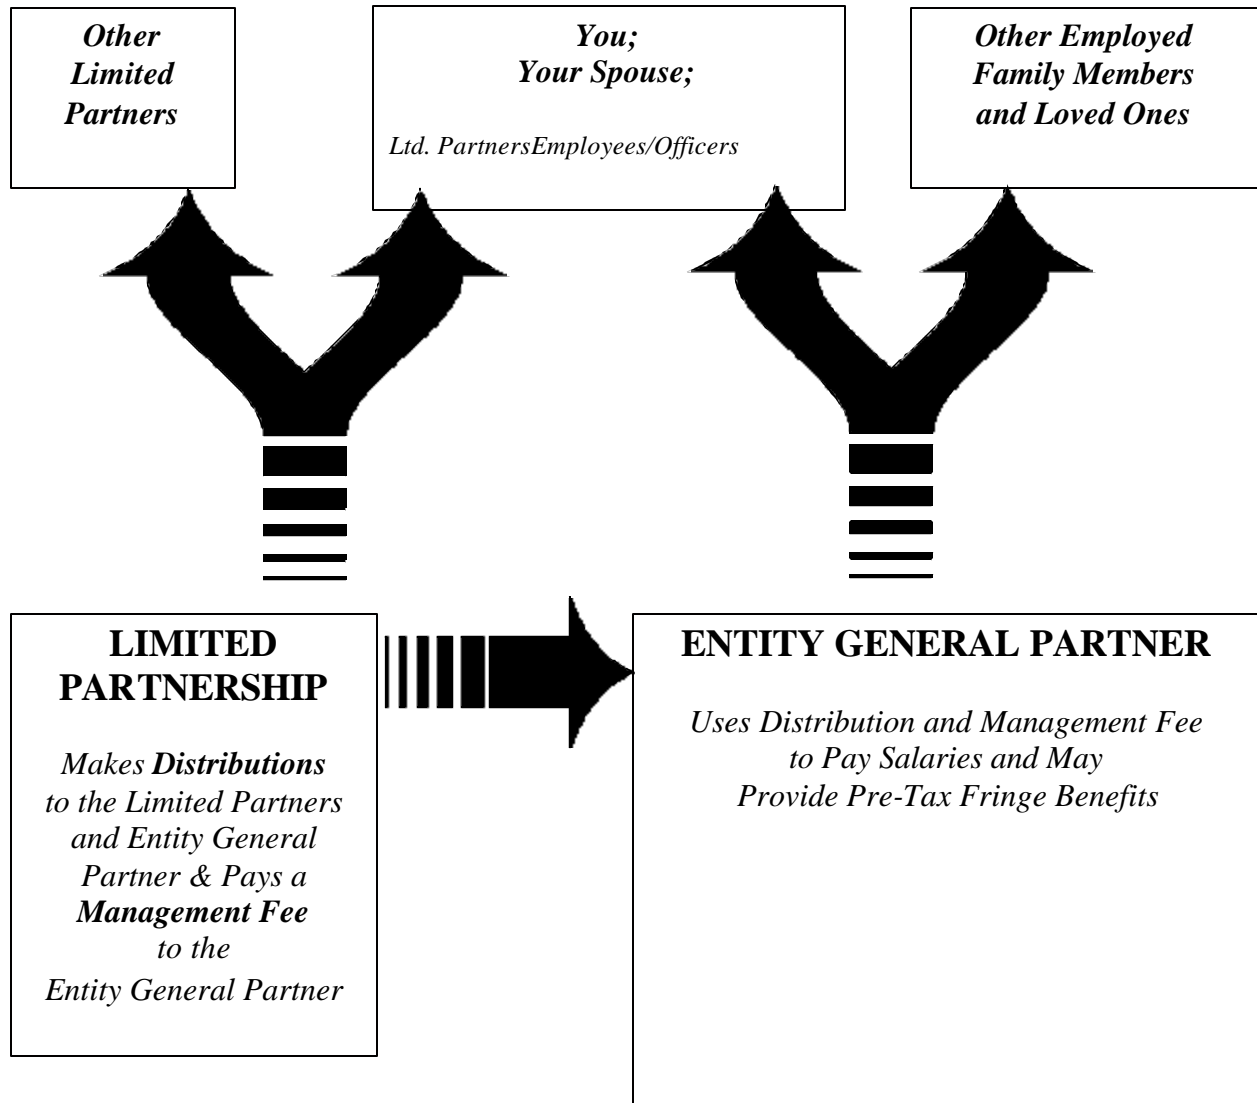 Other
Limited
Partners
You;
Your Spouse;
Ltd. PartnersEmployees/Officers
Other Employed
Family Members
and Loved Ones
LIMITED
PARTNERSHIP
Makes Distributions
to the Limited Partners
and Entity General
Partner & Pays a
Management Fee
to the
Entity General Partner
ENTITY GENERAL PARTNER
Uses Distribution and Management Fee
to Pay Salaries and May
Provide Pre-Tax Fringe Benefits